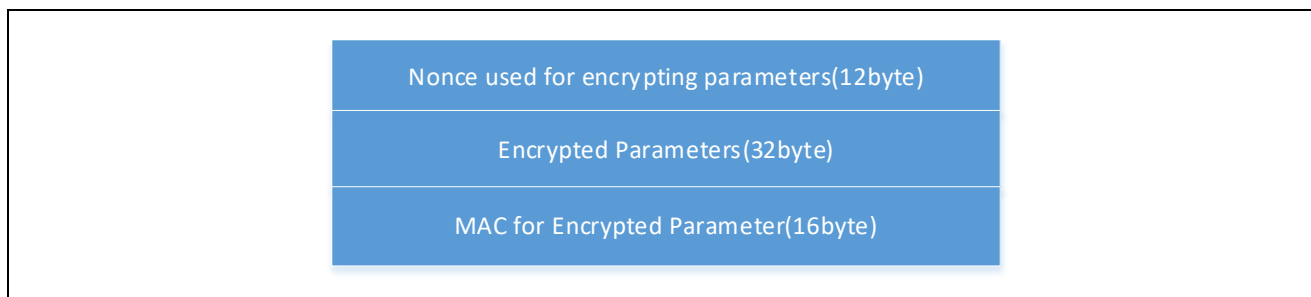 Nonce used for encrypting parameters(12byte)
Encrypted Parameters(32byte)
MAC for Encrypted Parameter(16byte)